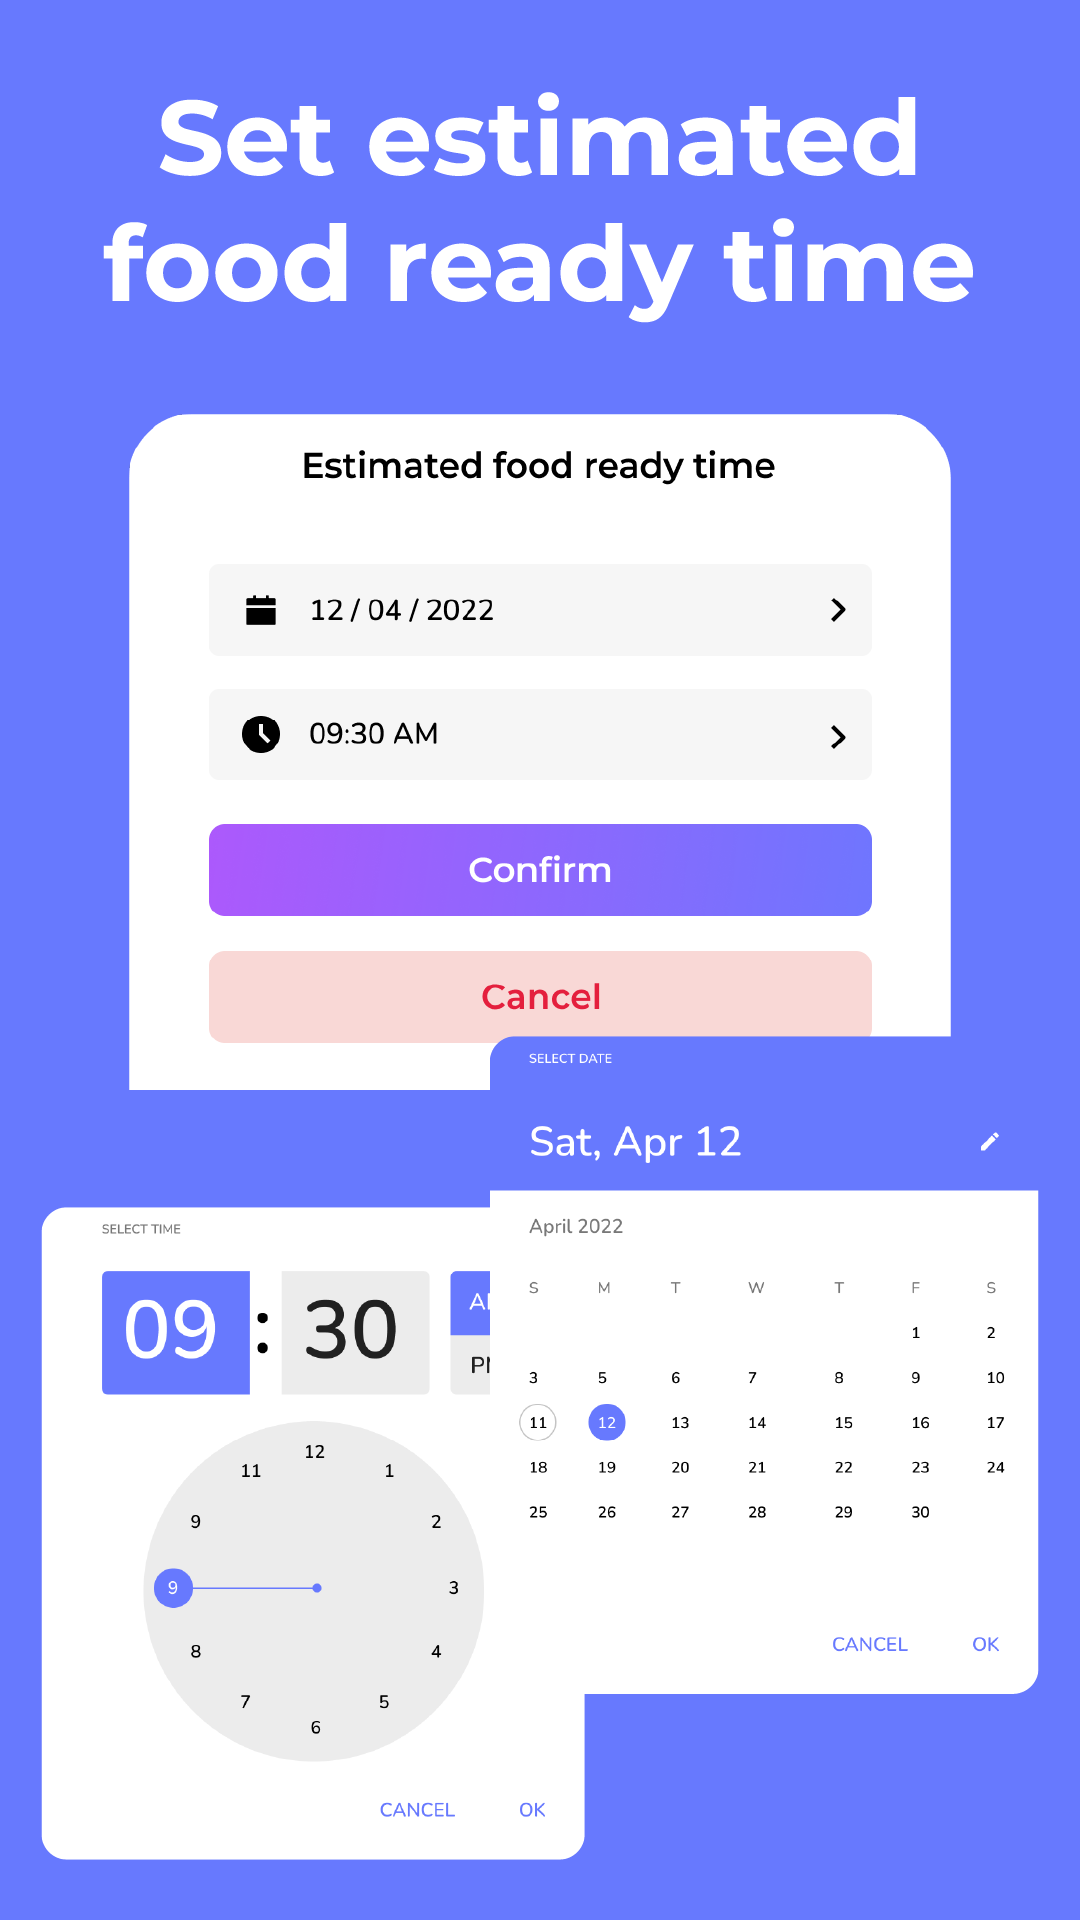 Set estimated
food ready time
Estimated food ready time
12 / 04 / 2022
09:30 AM
Confirm
Cancel
SELECT DATE
Sat, Apr 12
April 2022
S M T W T F S
1 2
3 5 6 7 8 9 10
11 12 13 14 15 16 17
18 19 20 21 22 23 24
25 26 27 28 29 30
CANCEL OK
SELECT TIME
09 : 30
12
11 1
9 2
9 3
8 4
7 5
6
CANCEL OK